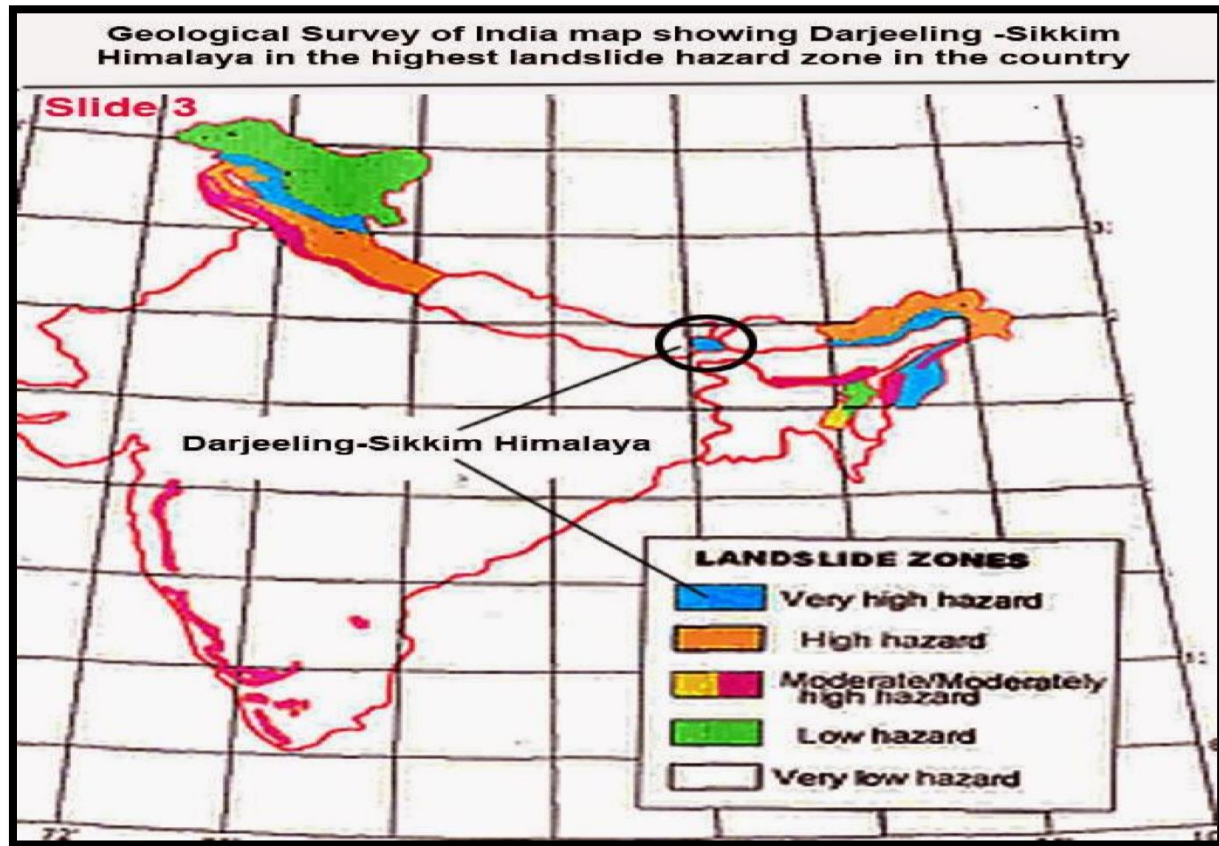 Geological Survey of India map showing Darjeeling -Sikkim
Himalaya in the highest landslide hazard zone in the country
Slide 3
Darjeeling-Sikkim Himalaya
LANDSLIDE ZONES
Very high hazard
High hazard
Moderate/Moderately
high hazard
Low hazard
Very low hazard
72°